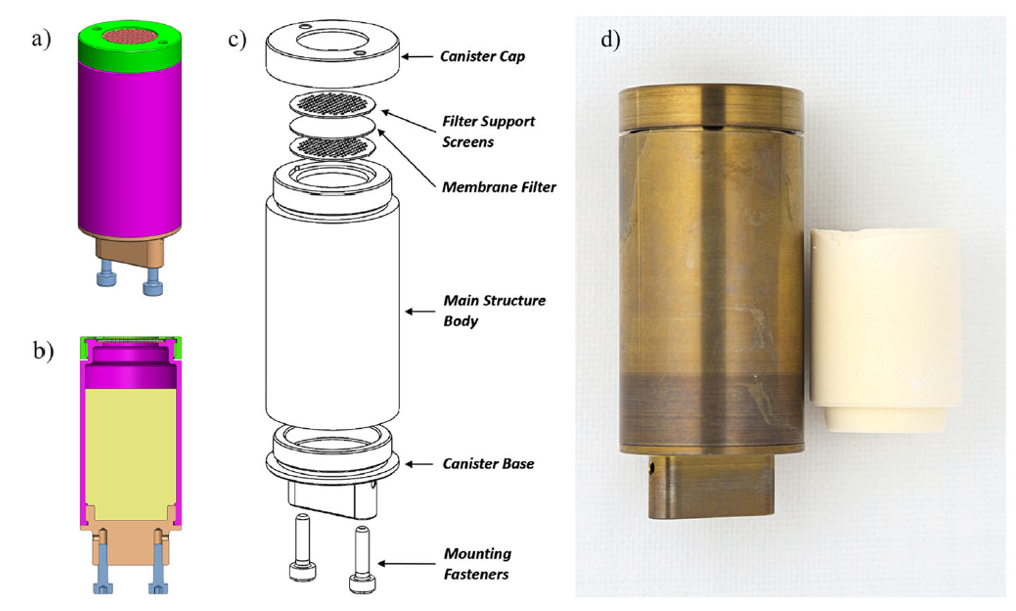 a)
c)
d)
Canister Cap
Filter Support
Screens
Membrane Filter
Main Structure
Body
b)
Canister Base
Mounting
Fasteners